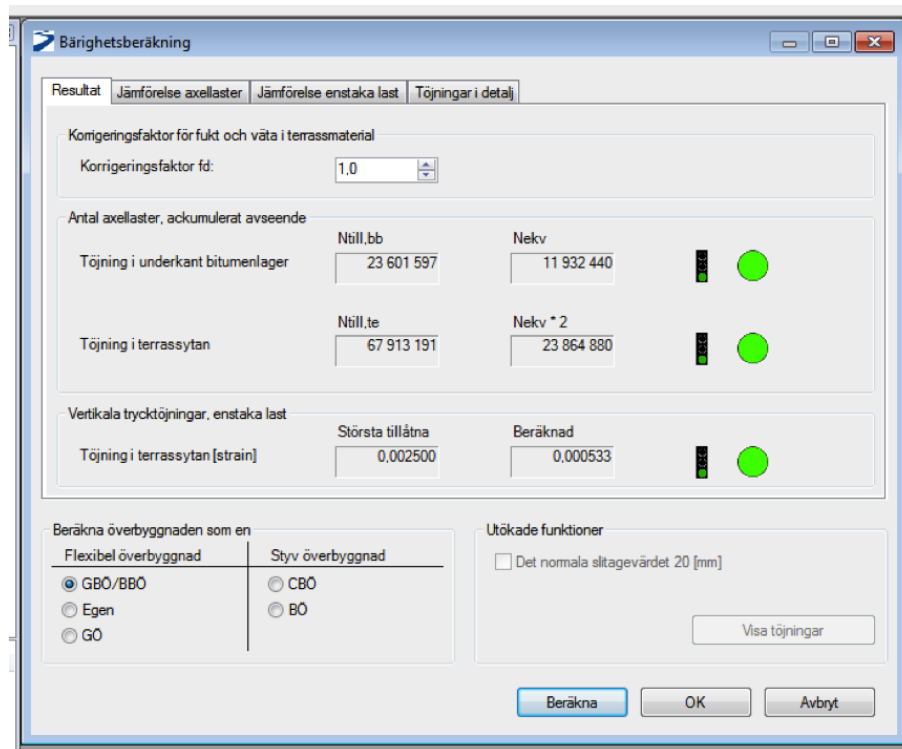 Bärighetsberäkning
Resultat Jämförelse axellaster Jämförelse enstaka last Töjningar i detalj
Korrigeringsfaktor för fukt och väta i terrassmaterial
Korrigeringsfaktor fd: 1,0
Antal axellaster, ackumulerat avseende
Ntill,bb Nekv
Töjning i underkant bitumenlager 23 601 597 11 932 440
Ntill,te Nekv * 2
Töjning i terrassytan 67 913 191 23 864 880
Vertikala trycktöjningar, enstaka last
Största tillåtna Beräknad
Töjning i terrassytan [strain] 0,002500 0,000533
Beräkna överbyggnaden som en
Flexibel överbyggnad Styv överbyggnad
GBÖ/BBÖ CBÖ
Egen BÖ
GÖ
Utökade funktioner
Det normala slitagevärdet 20 [mm]
Visa töjningar
Beräkna OK Avbryt